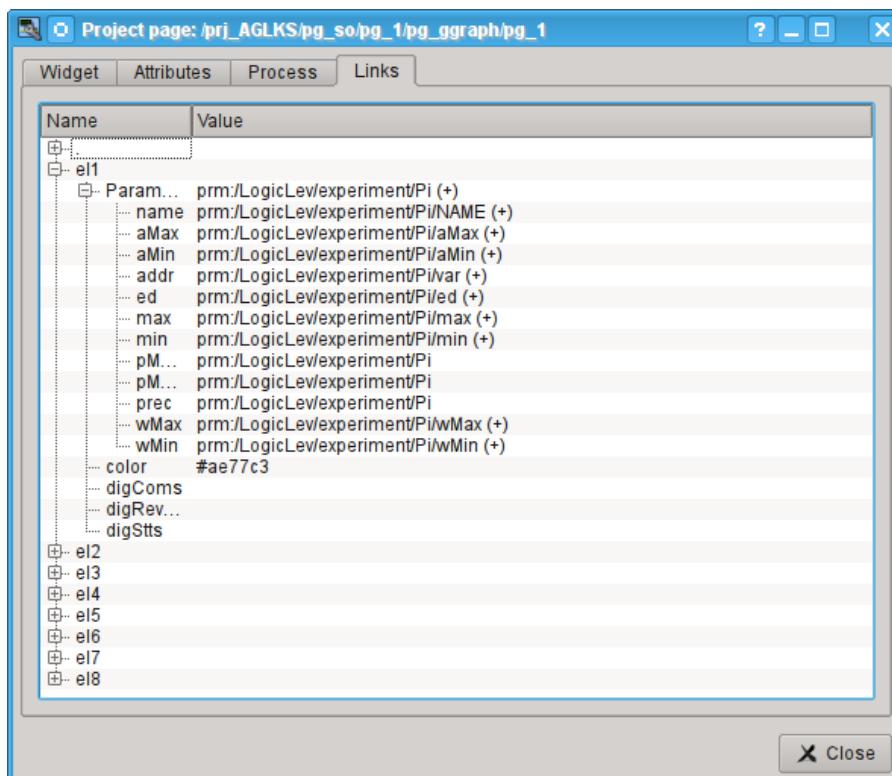 Project page: /prj_AGLKS/pg_so/pg_1/pg_ggraph/pg_1 ?
Widget Attributes Process Links
Name Value
.
el1
Param... prm:/LogicLev/experiment/Pi (+)
name prm:/LogicLev/experiment/Pi/NAME (+)
aMax prm:/LogicLev/experiment/Pi/aMax (+)
aMin prm:/LogicLev/experiment/Pi/aMin (+)
addr prm:/LogicLev/experiment/Pi/var (+)
ed prm:/LogicLev/experiment/Pi/ed (+)
max prm:/LogicLev/experiment/Pi/max (+)
min prm:/LogicLev/experiment/Pi/min (+)
pM... prm:/LogicLev/experiment/Pi
pM... prm:/LogicLev/experiment/Pi
prec prm:/LogicLev/experiment/Pi
wMax prm:/LogicLev/experiment/Pi/wMax (+)
wMin prm:/LogicLev/experiment/Pi/wMin (+)
color #ae77c3
digComs
digRev...
digStts
el2
el3
el4
el5
el6
el7
el8
Close